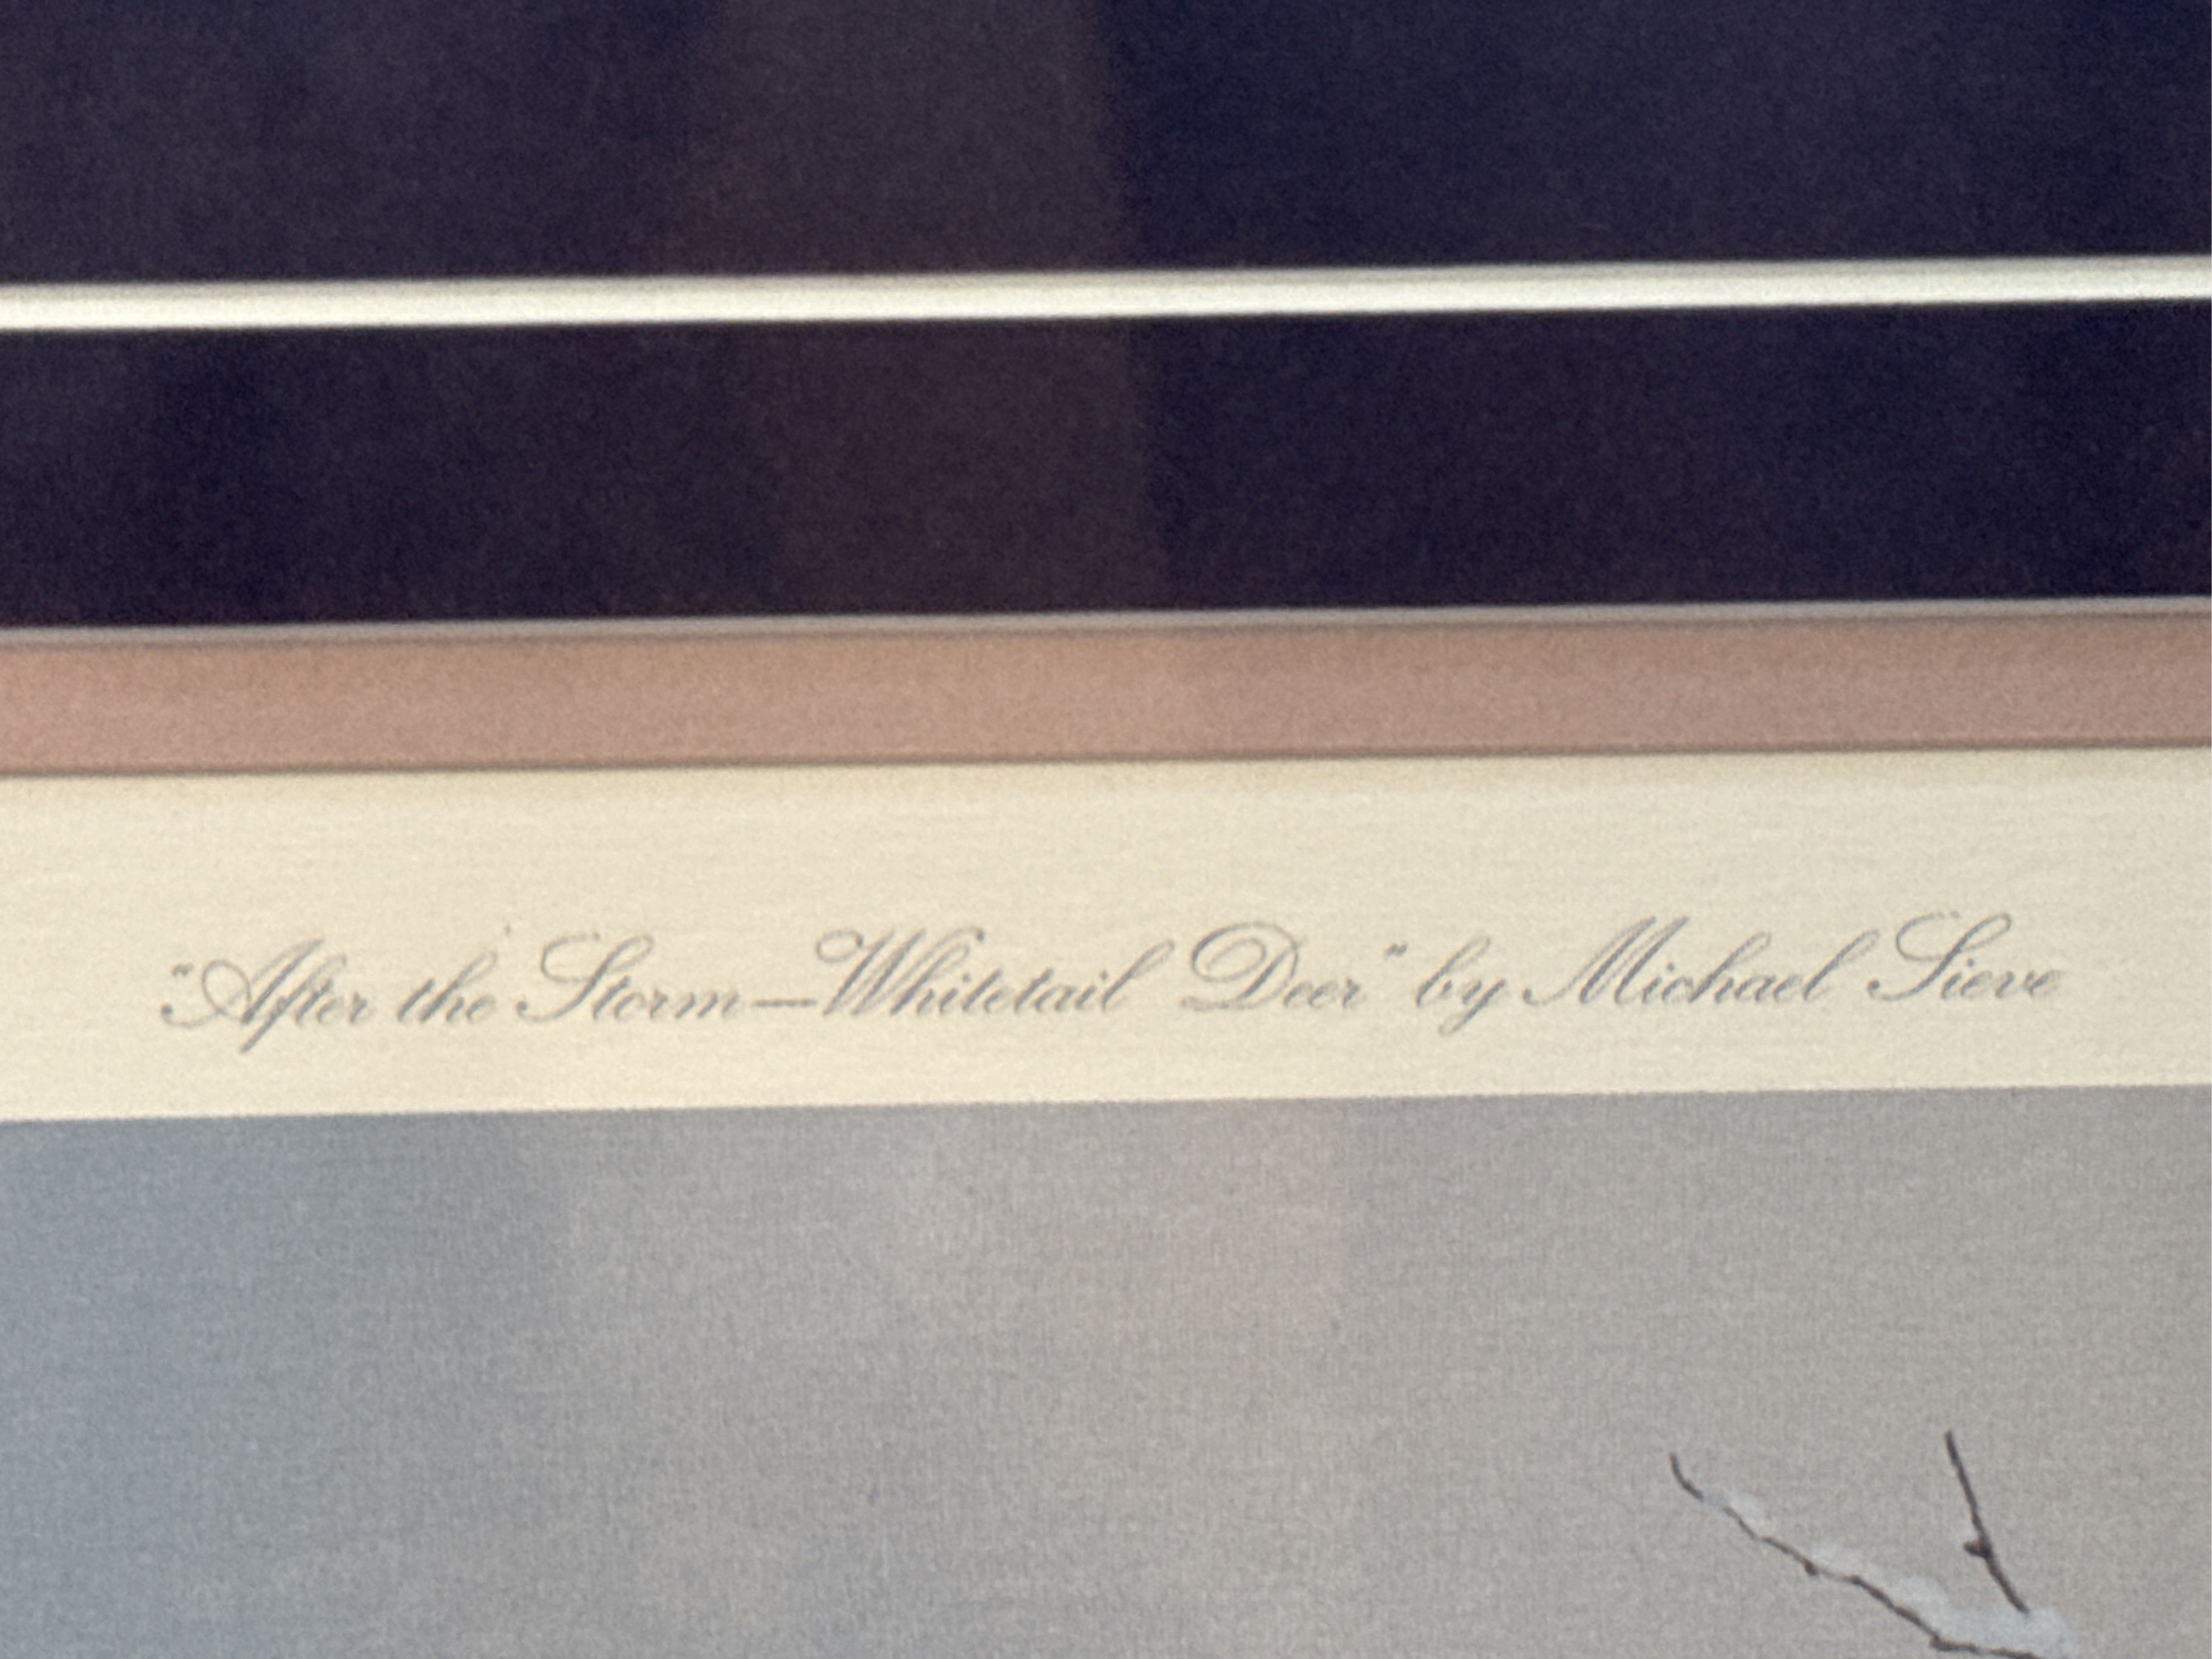 "After the Storm—Whitetail Deer" by Michael Sieve